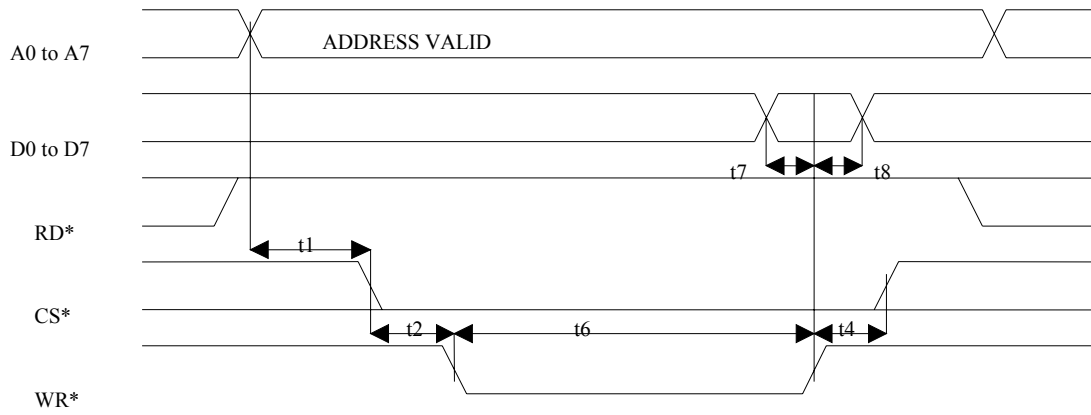 ADDRESS VALID
A0 to A7
D0 to D7
t7
t8
RD*
t1
CS*
t2
t6
t4
WR*